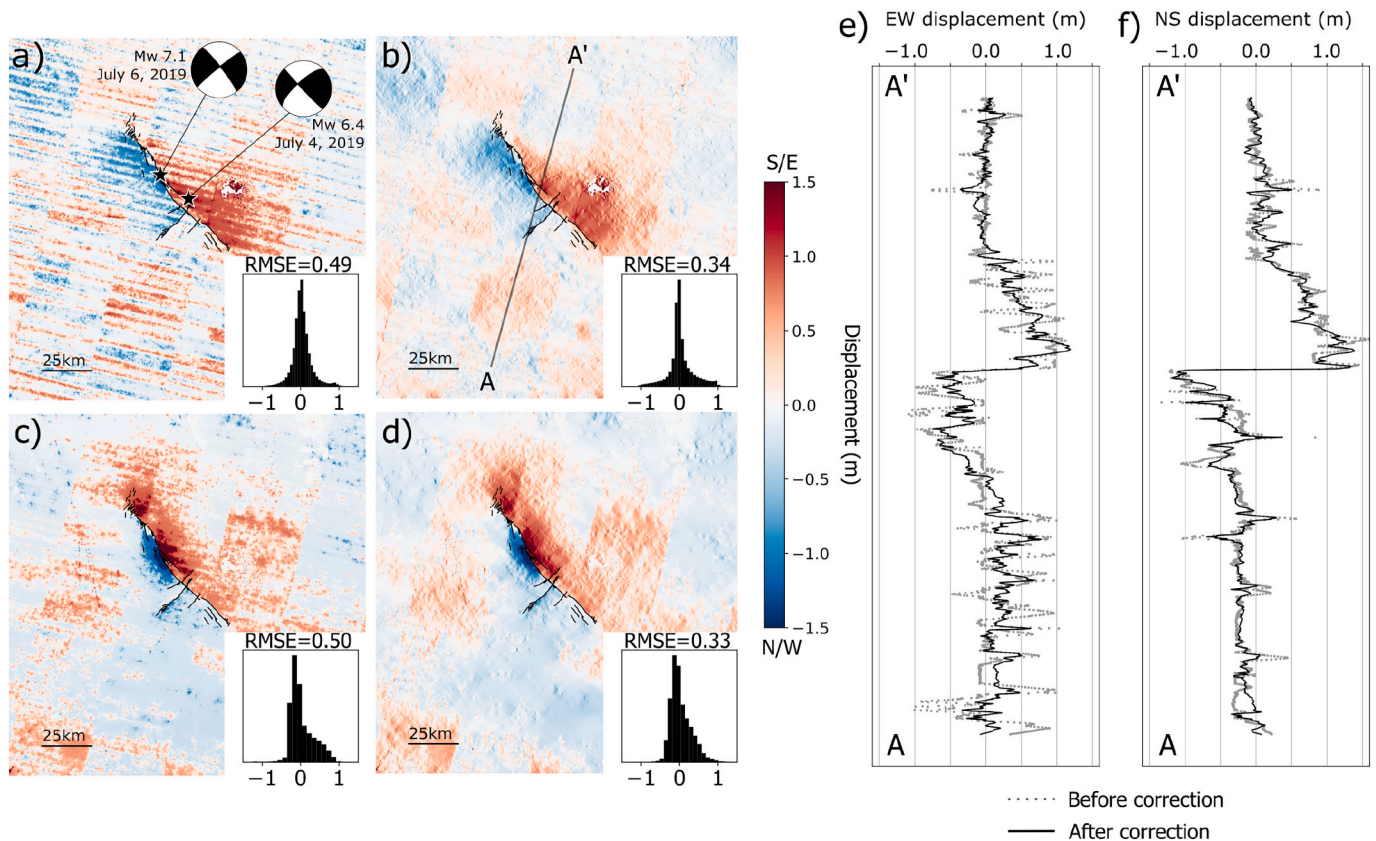 a)
Mw 7.1
July 6, 2019
Mw 6.4
July 4, 2019
25km
RMSE=0.49
−1 0 1
b)
A'
A
25km
RMSE=0.34
−1 0 1
c)
25km
RMSE=0.50
−1 0 1
d)
25km
RMSE=0.33
−1 0 1
S/E
1.5
1.0
0.5
0.0
−0.5
−1.0
−1.5
N/W
Displacement (m)
e) EW displacement (m)
−1.0 0.0 1.0
A'
A
f) NS displacement (m)
−1.0 0.0 1.0
A'
A
Before correction
After correction